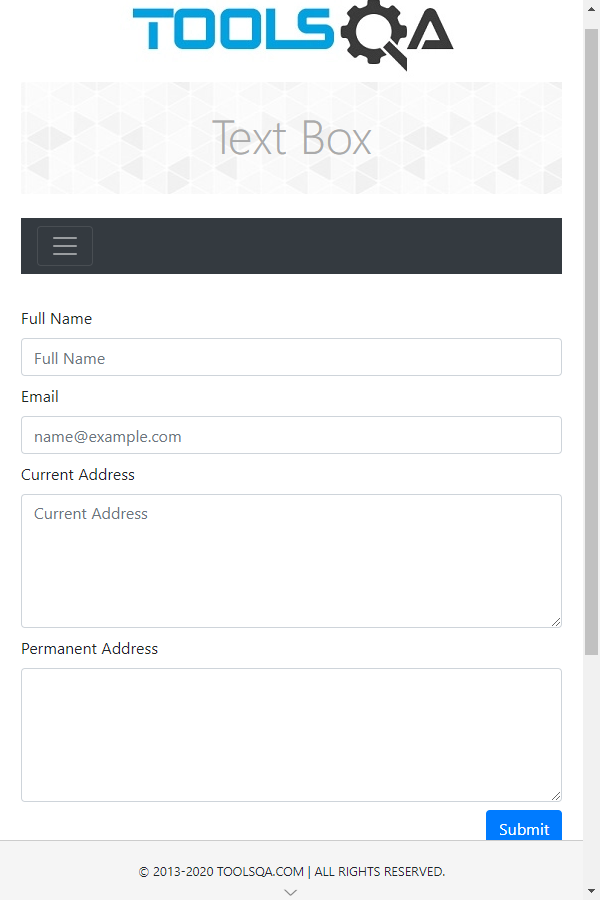 TOOLSQA
Text Box
Full Name
Full Name
Email
name@example.com
Current Address
Current Address
Permanent Address
Submit
© 2013-2020 TOOLSQA.COM | ALL RIGHTS RESERVED.